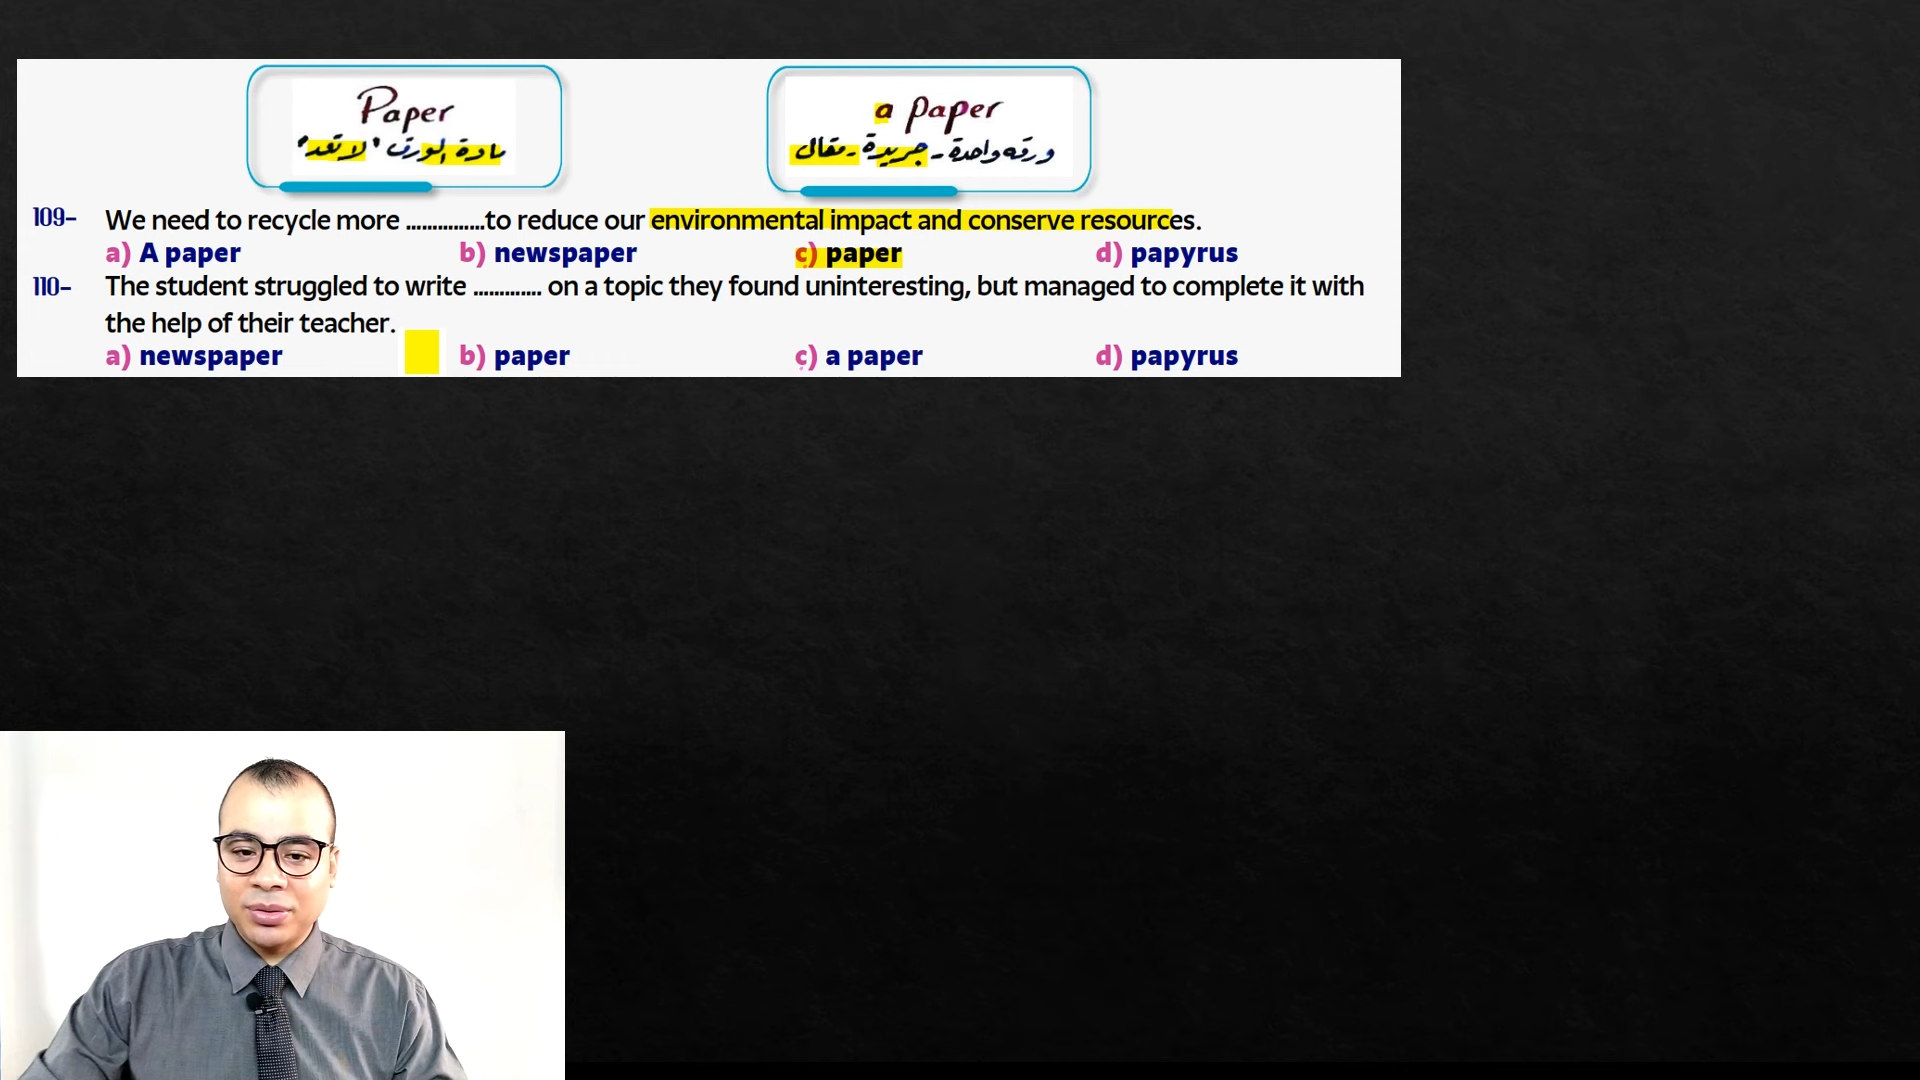 Paper
مادة الورق "لا تعد"
a paper
ورقه واحدة - جريدة - مقال
109- We need to recycle more ..............to reduce our environmental impact and conserve resources.
a) A paper b) newspaper c) paper d) papyrus
110- The student struggled to write ............. on a topic they found uninteresting, but managed to complete it with
the help of their teacher.
a) newspaper b) paper c) a paper d) papyrus